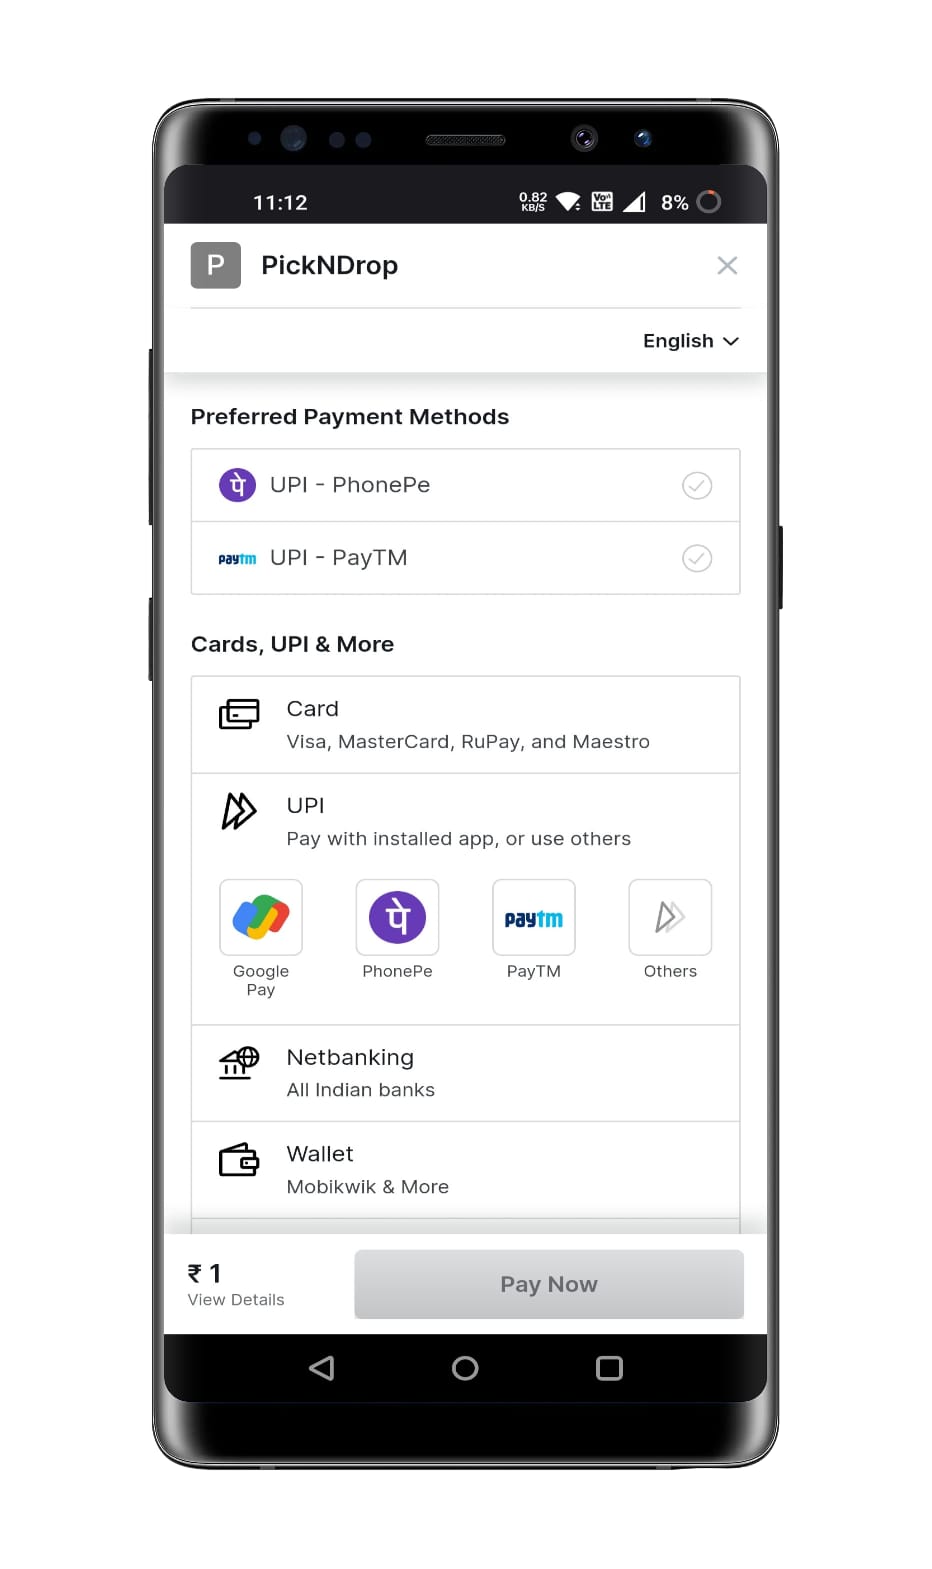 11:12
0.82 KB/S
Vo))
LTE
8%
P
PickNDrop
English
Preferred Payment Methods
पे UPI - PhonePe
paytm UPI - PayTM
Cards, UPI & More
Card
Visa, MasterCard, RuPay, and Maestro
UPI
Pay with installed app, or use others
पे
paytm
Google Pay
PhonePe
PayTM
Others
Netbanking
All Indian banks
Wallet
Mobikwik & More
₹ 1
View Details
Pay Now